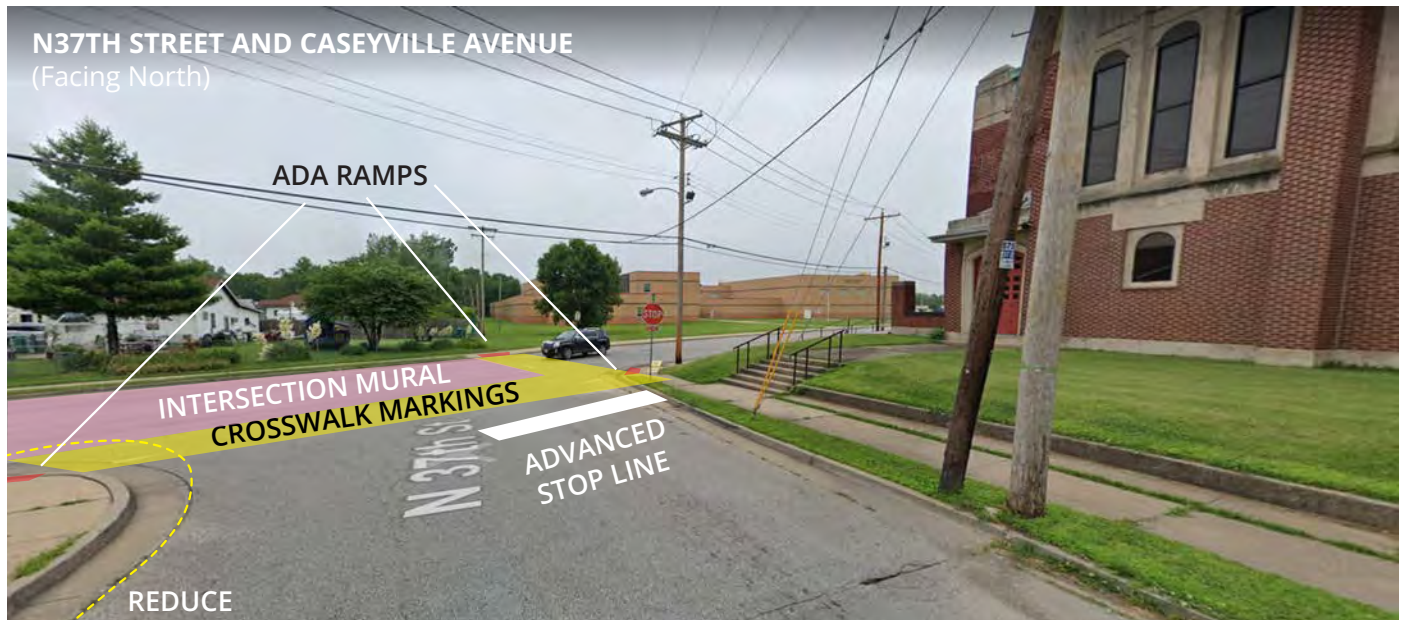 N37TH STREET AND CASEYVILLE AVENUE
(Facing North)
ADA RAMPS
STOP
INTERSECTION MURAL
CROSSWALK MARKINGS
N 37th St
ADVANCED
STOP LINE
REDUCE